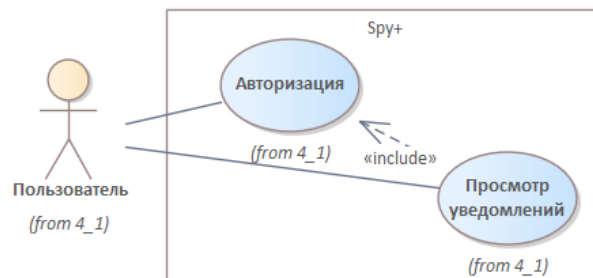 Spy+
Авторизация
(from 4_1)
«include»
Пользователь
(from 4_1)
Просмотр
уведомлений
(from 4_1)